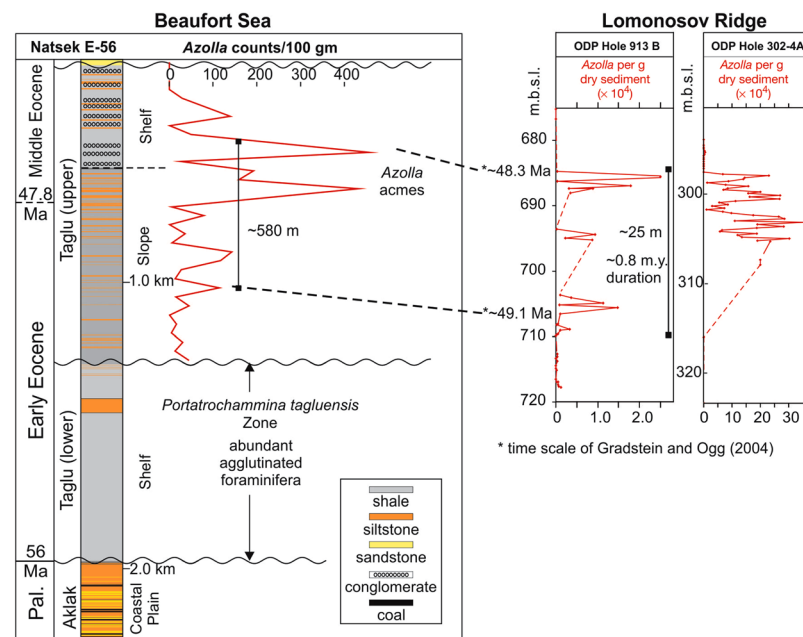 Beaufort Sea
Natsek E-56
Azolla counts/100 gm
0 100 200 300 400
Middle Eocene
47.8
Ma
Early Eocene
56
Ma
Pal.
Taglu (upper)
Taglu (lower)
Aklak
Shelf
Slope
1.0 km
Shelf
2.0 km
Coastal
Plain
Azolla
acmes
~580 m
Portatrochammina tagluensis
Zone
abundant
agglutinated
foraminifera
shale
siltstone
sandstone
conglomerate
coal
Lomonosov Ridge
ODP Hole 913 B
Azolla per g
dry sediment
(× 10⁴)
m.b.s.l.
680
690
700
710
720
0 1.0 2.0
*~48.3 Ma
*~49.1 Ma
~25 m
~0.8 m.y.
duration
ODP Hole 302-4A
Azolla per g
dry sediment
(× 10⁴)
m.b.s.l.
300
305
310
320
0 10 20 30
* time scale of Gradstein and Ogg (2004)